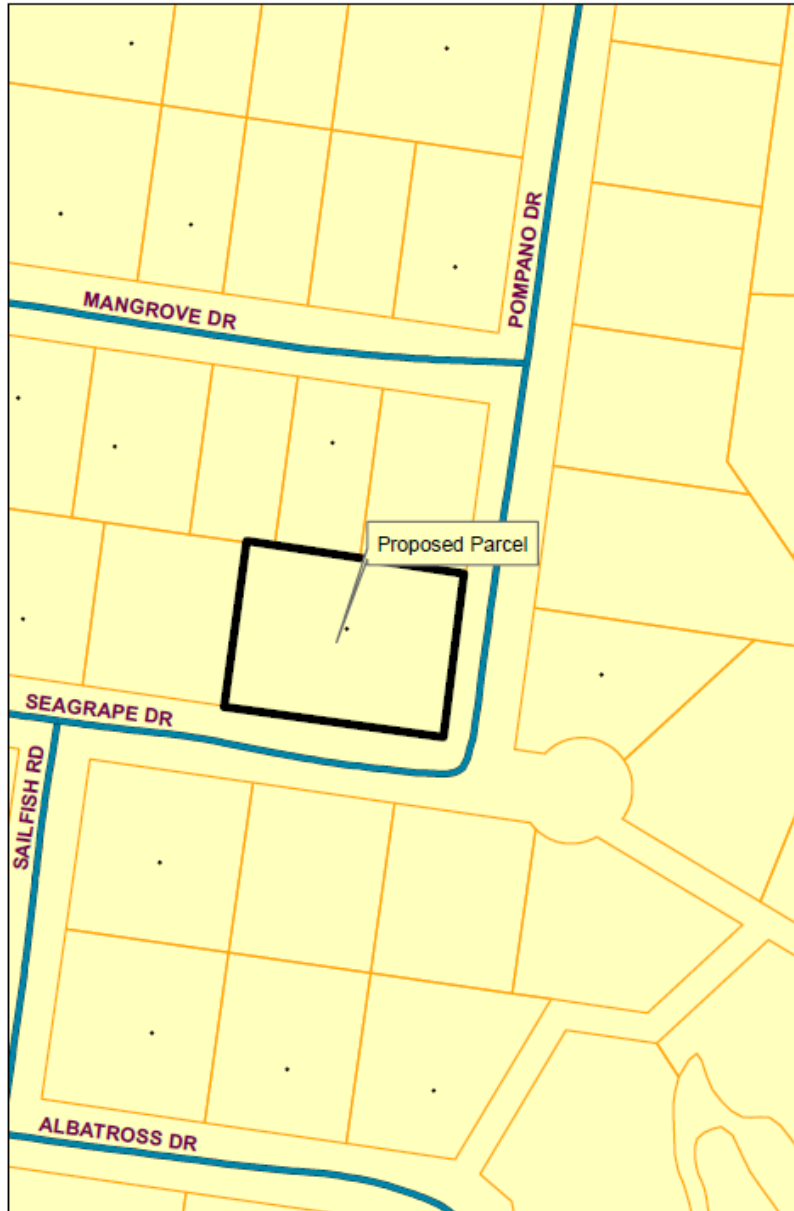 POMPANO DR
MANGROVE DR
Proposed Parcel
SEAGRAPE DR
SAILFISH RD
ALBATROSS DR